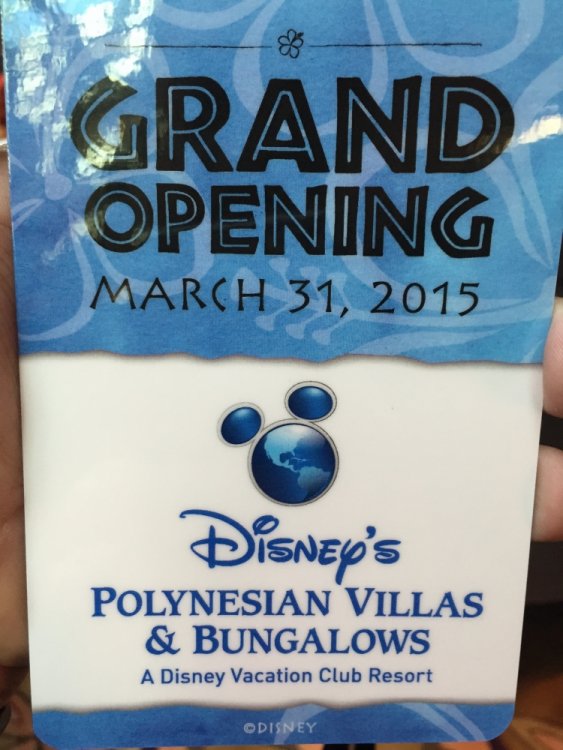 GRAND
OPENING
MARCH 31, 2015
DISNEY'S
POLYNESIAN VILLAS
& BUNGALOWS
A Disney Vacation Club Resort
©DISNEY